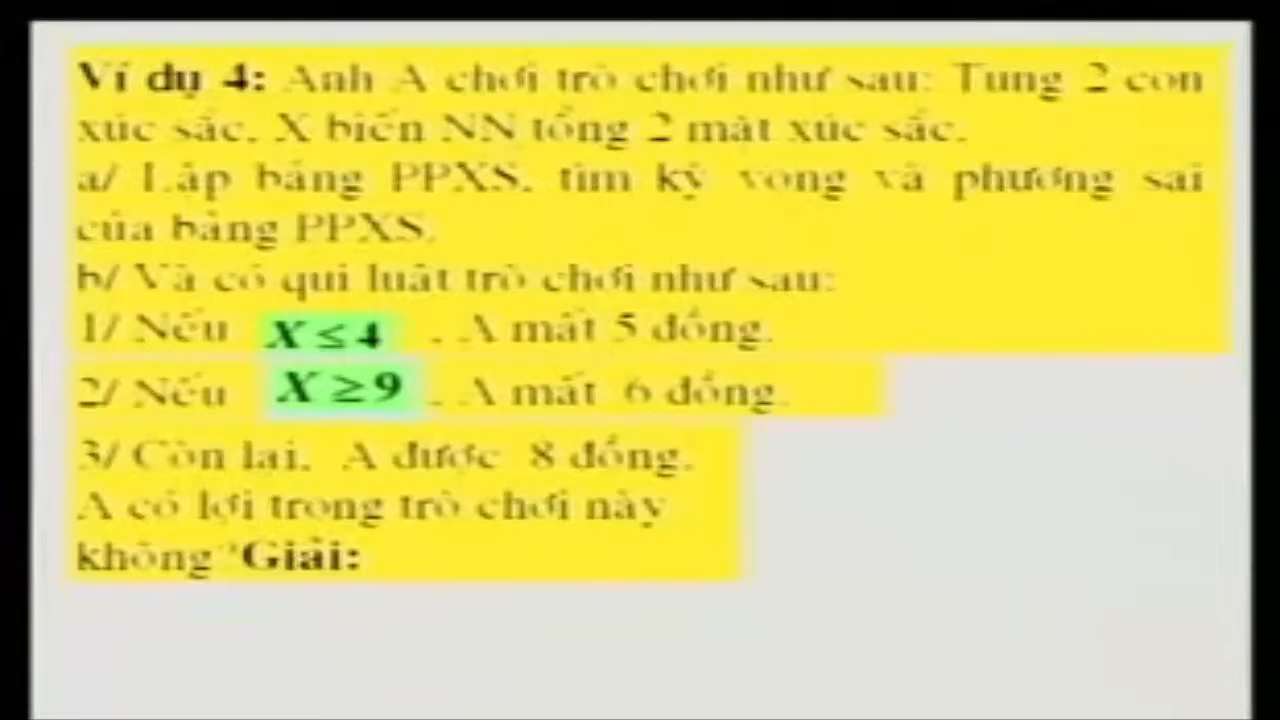 Ví dụ 4: Anh A chơi trò chơi như sau: Tung 2 con
xúc sắc. X biến NN tổng 2 mặt xúc sắc.
a/ Lập bảng PPXS, tìm kỳ vọng và phương sai
của bảng PPXS.
b/ Và có qui luật trò chơi như sau:
1/ Nếu X ≤ 4 , A mất 5 đồng.
2/ Nếu X ≥ 9 , A mất 6 đồng.
3/ Còn lại, A được 8 đồng.
A có lợi trong trò chơi này
không?Giải: